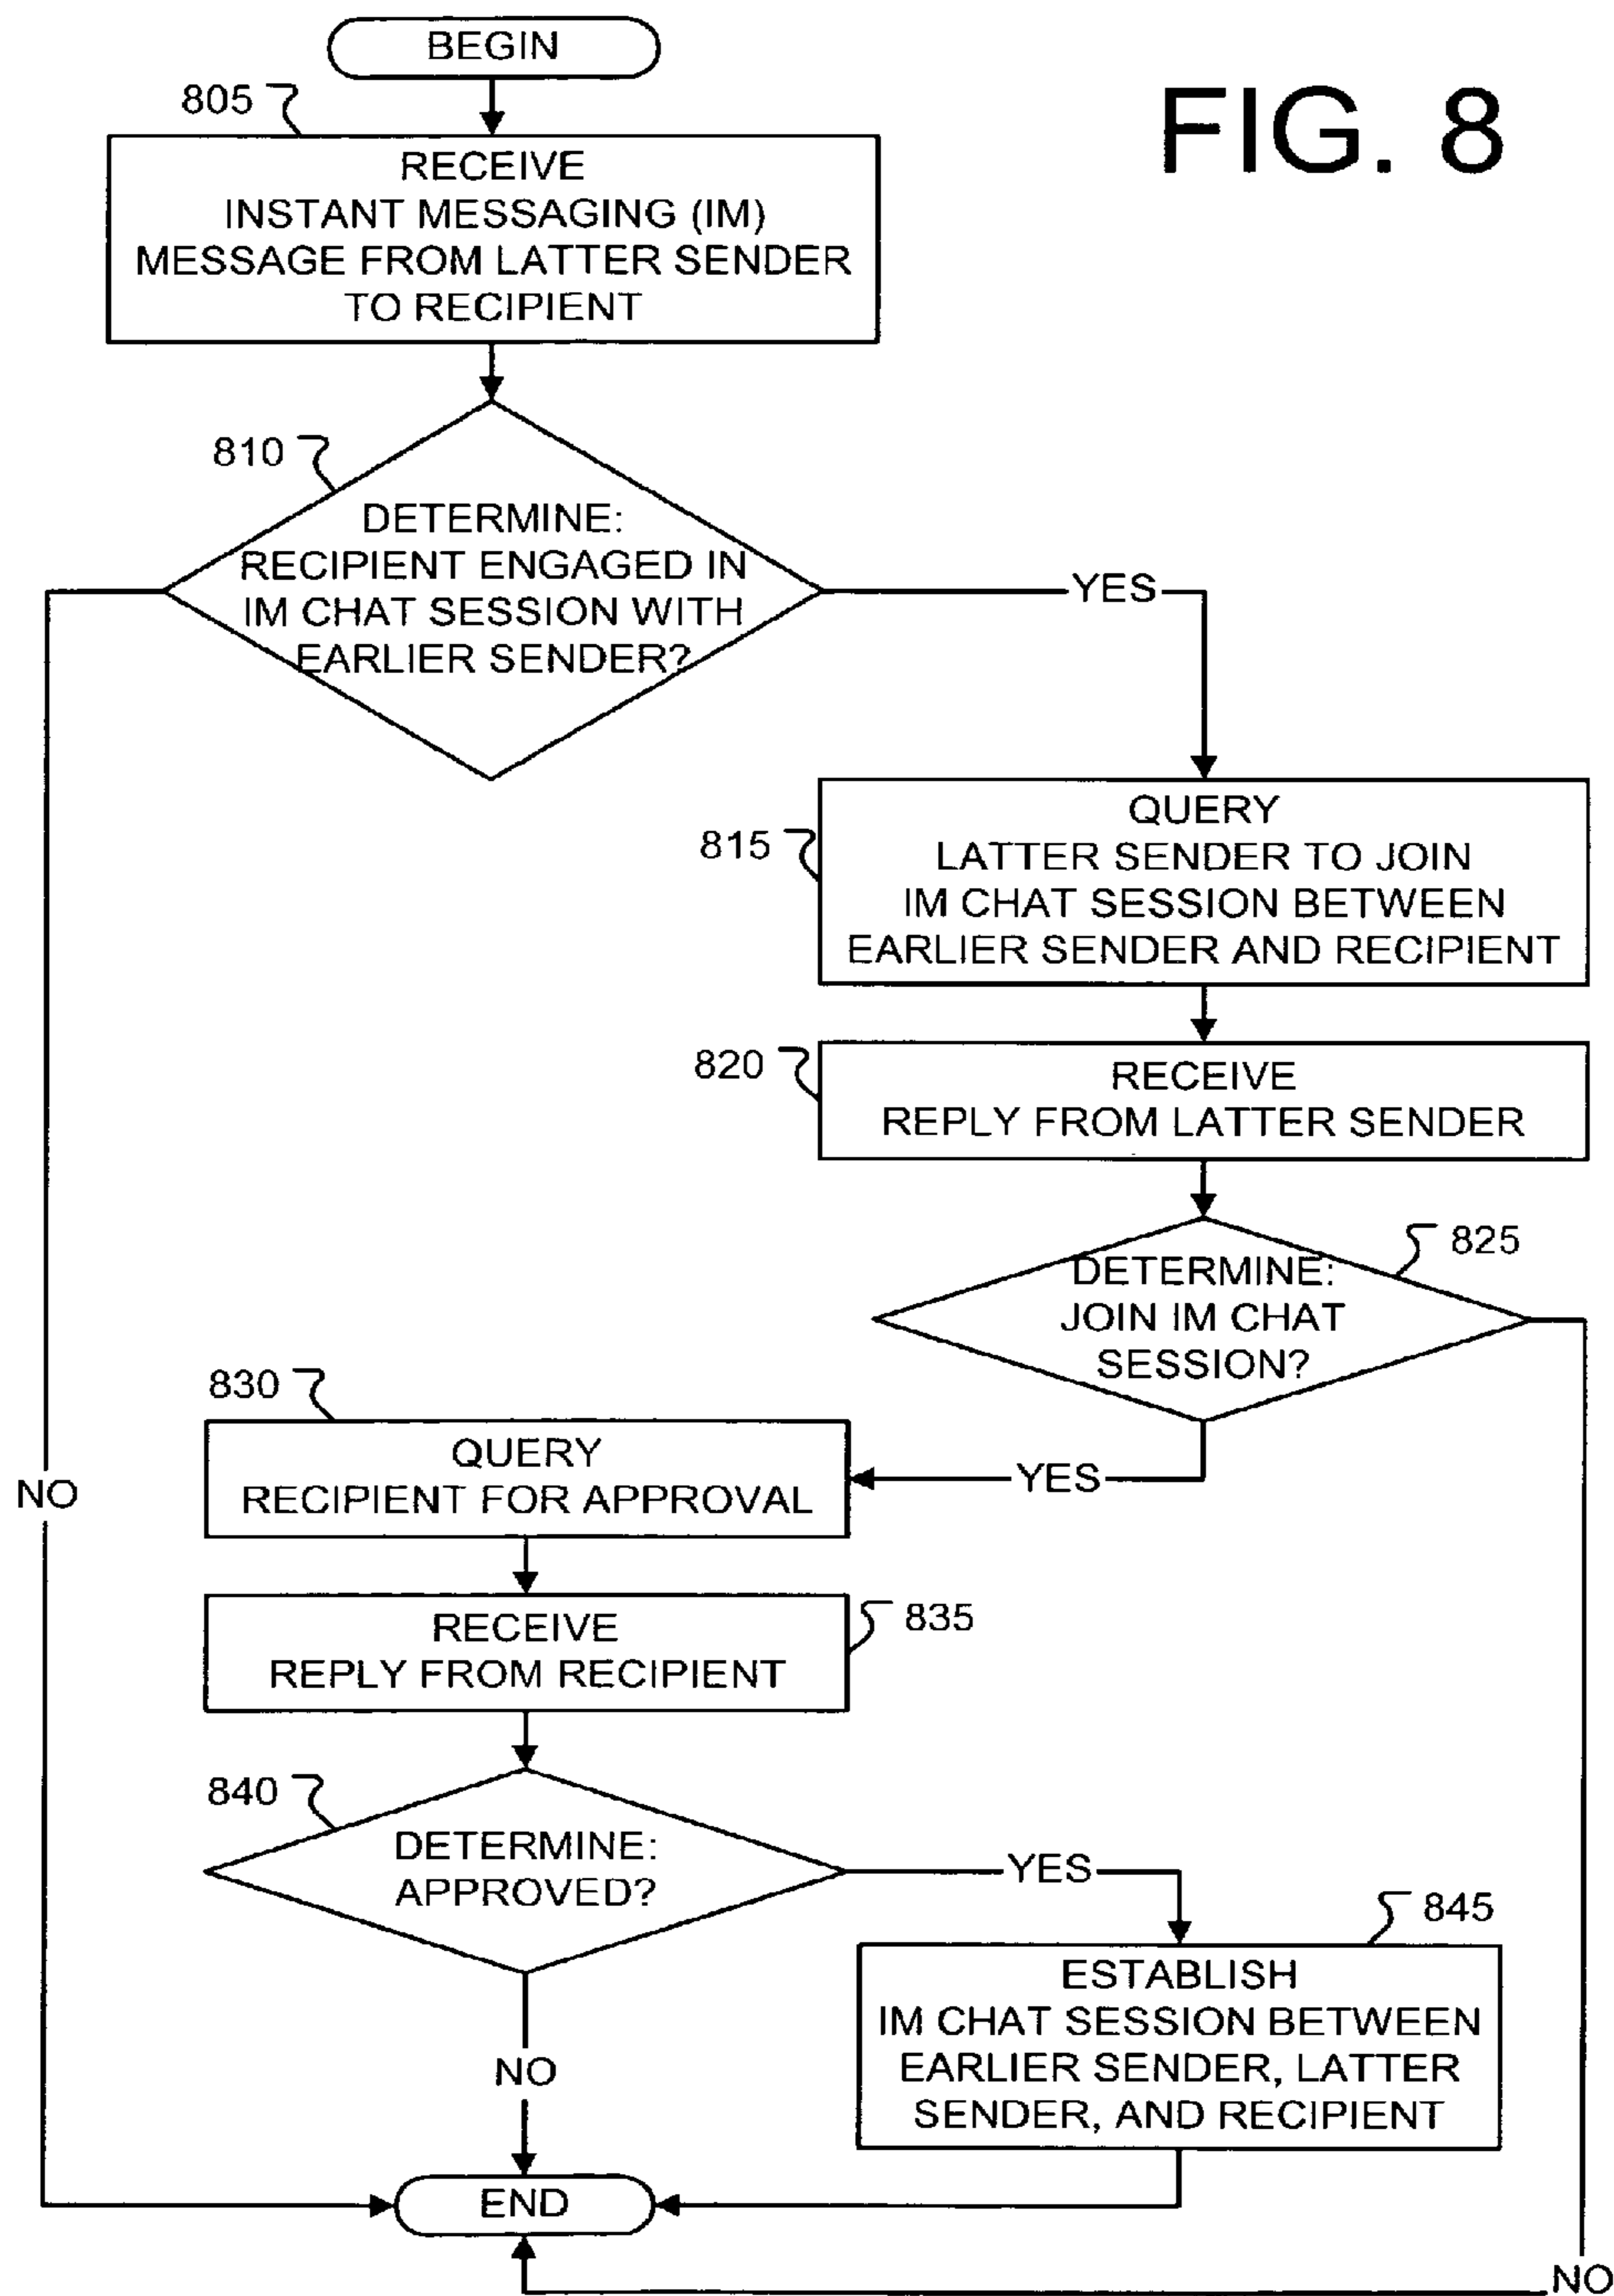 BEGIN
FIG. 8
805
RECEIVE
INSTANT MESSAGING (IM)
MESSAGE FROM LATTER SENDER
TO RECIPIENT
810
DETERMINE:
RECIPIENT ENGAGED IN
IM CHAT SESSION WITH
EARLIER SENDER?
YES
815
QUERY
LATTER SENDER TO JOIN
IM CHAT SESSION BETWEEN
EARLIER SENDER AND RECIPIENT
820
RECEIVE
REPLY FROM LATTER SENDER
825
DETERMINE:
JOIN IM CHAT
SESSION?
YES
830
QUERY
RECIPIENT FOR APPROVAL
NO
835
RECEIVE
REPLY FROM RECIPIENT
840
DETERMINE:
APPROVED?
YES
845
ESTABLISH
IM CHAT SESSION BETWEEN
EARLIER SENDER, LATTER
SENDER, AND RECIPIENT
NO
END
NO